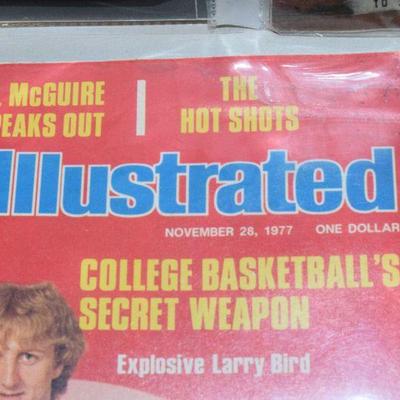 McGUIRE
PEAKS OUT
THE
HOT SHOTS
Illustrated
NOVEMBER 28, 1977 ONE DOLLAR
COLLEGE BASKETBALL'S
SECRET WEAPON
Explosive Larry Bird